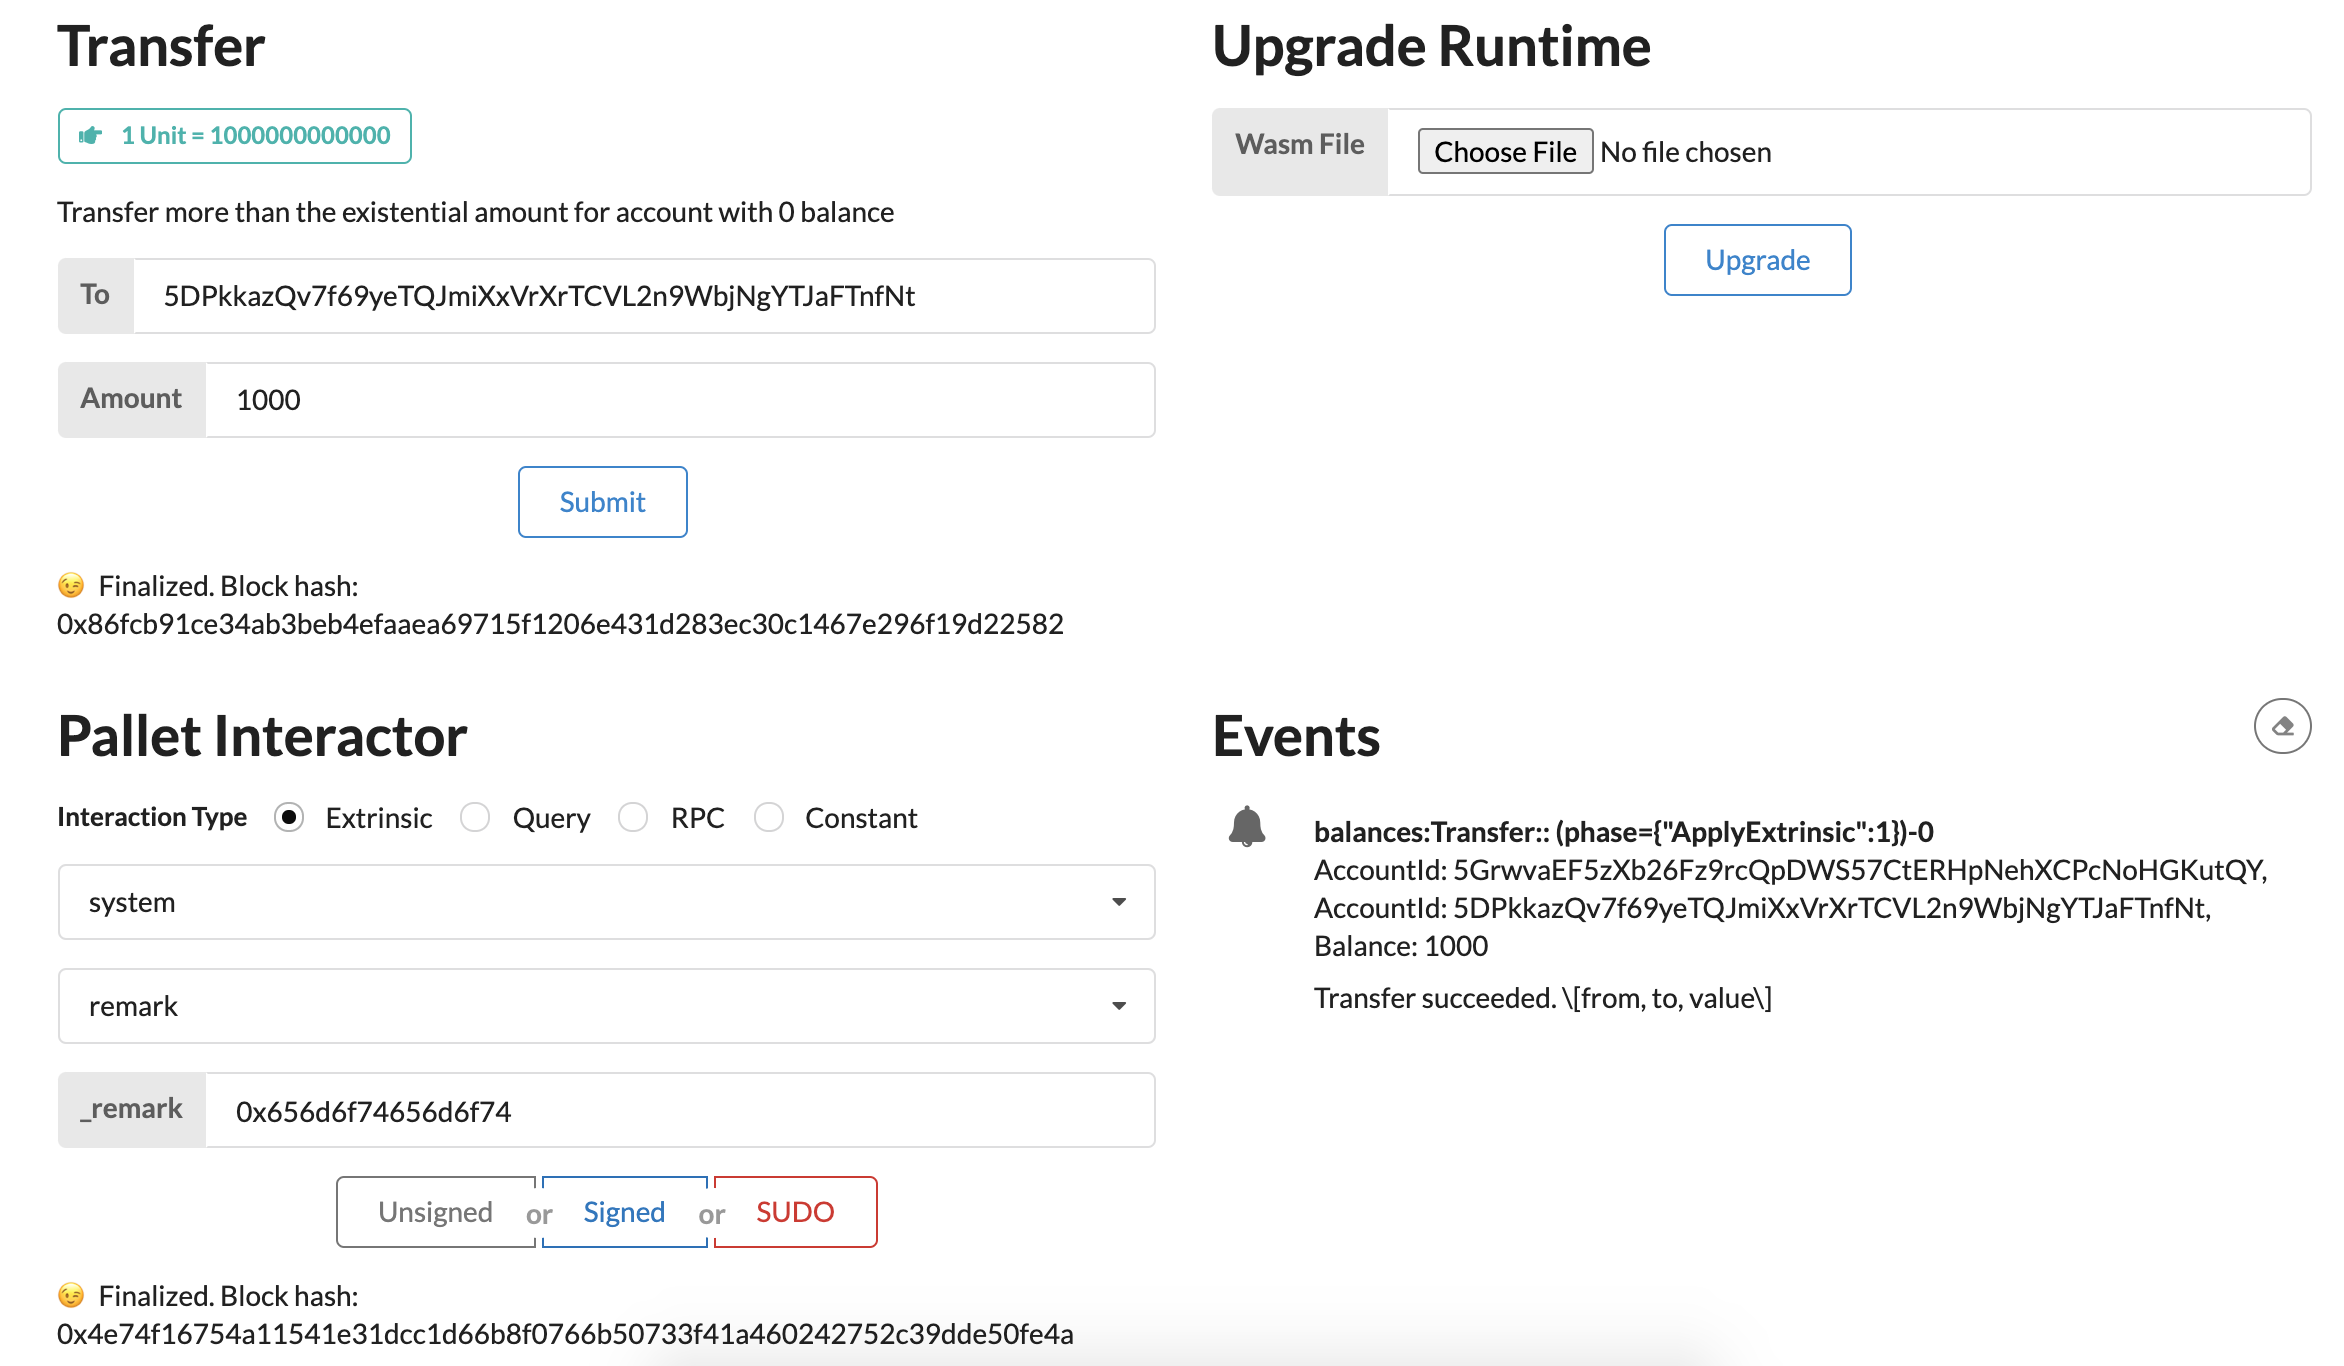 Transfer
1 Unit = 1000000000000
Transfer more than the existential amount for account with 0 balance
To 5DPkkazQv7f69yeTQJmiXxVrXrTCVL2n9WbjNgYTJaFTnfNt
Amount 1000
Submit
😉 Finalized. Block hash:
0x86fcb91ce34ab3beb4efaaea69715f1206e431d283ec30c1467e296f19d22582
Upgrade Runtime
Wasm File Choose File No file chosen
Upgrade
Pallet Interactor
Interaction Type Extrinsic Query RPC Constant
system
remark
_remark 0x656d6f74656d6f74
Unsigned or Signed or SUDO
😉 Finalized. Block hash:
0x4e74f16754a11541e31dcc1d66b8f0766b50733f41a460242752c39dde50fe4a
Events
balances:Transfer:: (phase={"ApplyExtrinsic":1})-0
AccountId: 5GrwvaEF5zXb26Fz9rcQpDWS57CtERHpNehXCPcNoHGKutQY,
AccountId: 5DPkkazQv7f69yeTQJmiXxVrXrTCVL2n9WbjNgYTJaFTnfNt,
Balance: 1000
Transfer succeeded. \[from, to, value\]